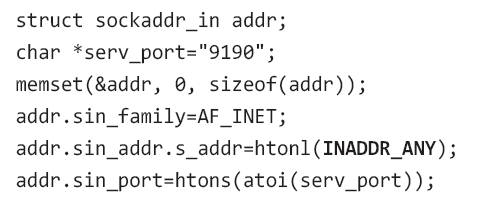 struct sockaddr_in addr;
char *serv_port="9190";
memset(&addr, 0, sizeof(addr));
addr.sin_family=AF_INET;
addr.sin_addr.s_addr=htonl(INADDR_ANY);
addr.sin_port=htons(atoi(serv_port));